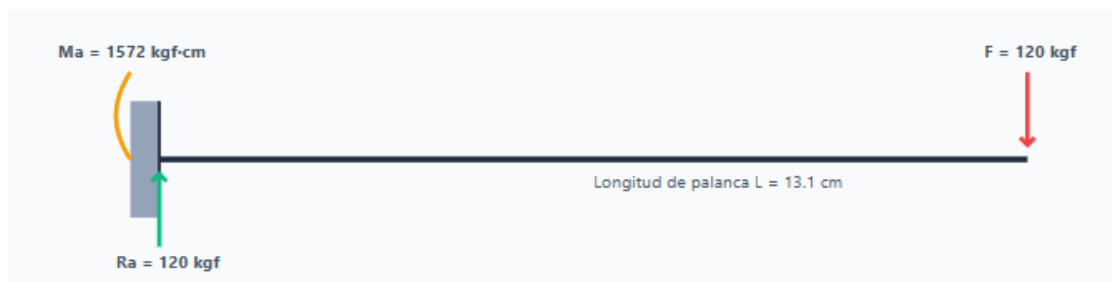 Ma = 1572 kgf·cm
F = 120 kgf
Longitud de palanca L = 13.1 cm
Ra = 120 kgf